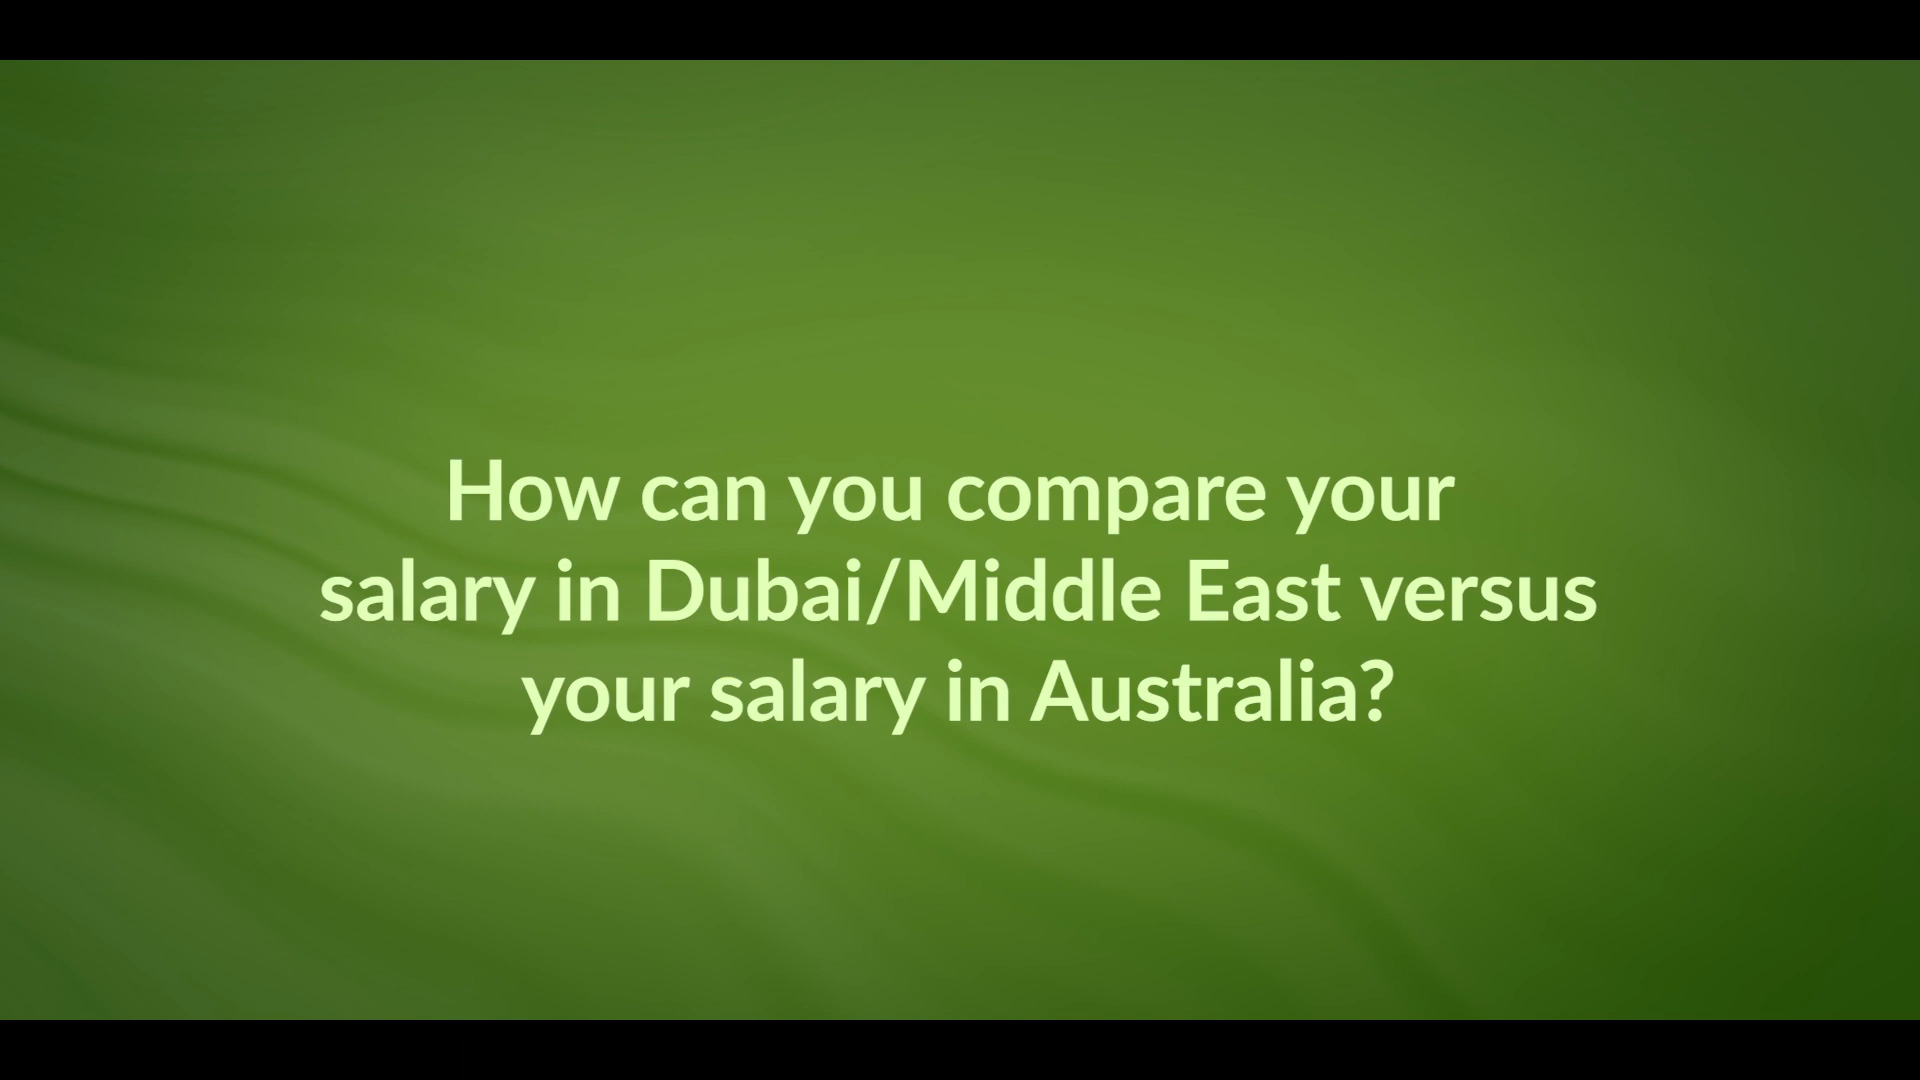 How can you compare your
salary in Dubai/Middle East versus
your salary in Australia?